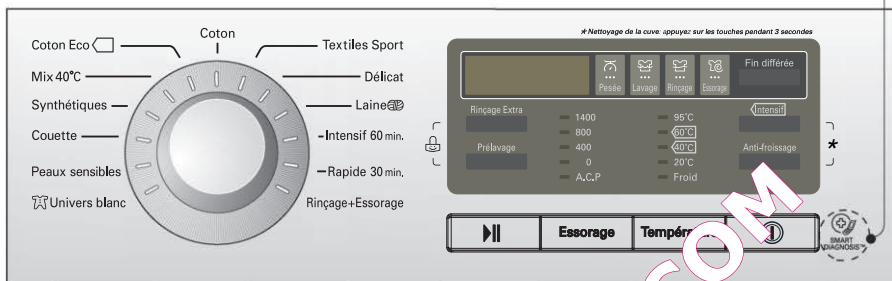 * Nettoyage de la cuve: appuyez sur les touches pendant 3 secondes
Coton
Coton Eco
Mix 40°C
Synthétiques
Couette
Peaux sensibles
Univers blanc
Textiles Sport
Délicat
Laine
Intensif 60 min.
Rapide 30 min.
Rinçage+Essorage
Pesée
Lavage
Rinçage
Essorage
Fin différée
Rinçage Extra
Prélavage
1400
800
400
0
A.C.P
95°C
60°C
40°C
20°C
Froid
Intensif
Anti-froissage
*
Essorage
SMART
DIAGNOSIS™
COM